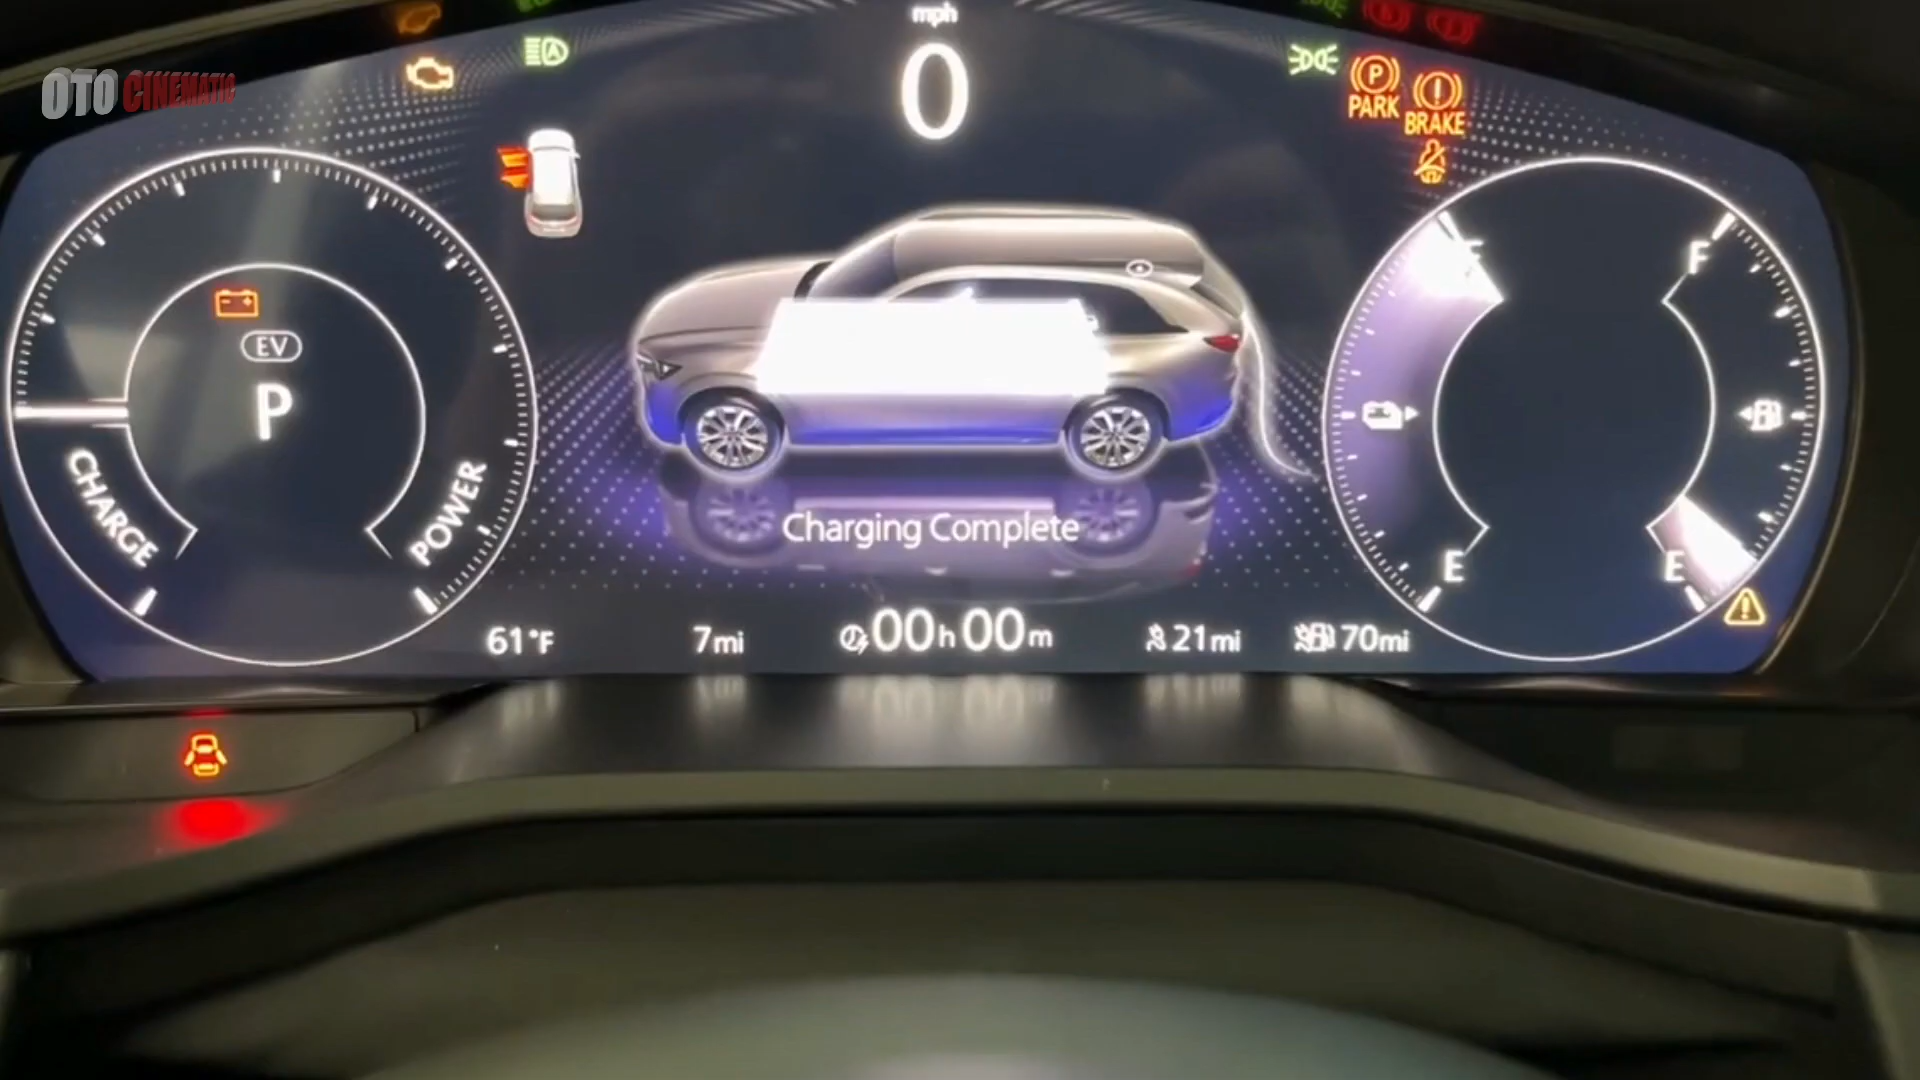 OTO CINEMATIC
mph
0
PARK
BRAKE
EV
P
CHARGE
POWER
F
F
E
E
Charging Complete
61°F
7mi
00h00m
21mi
70mi